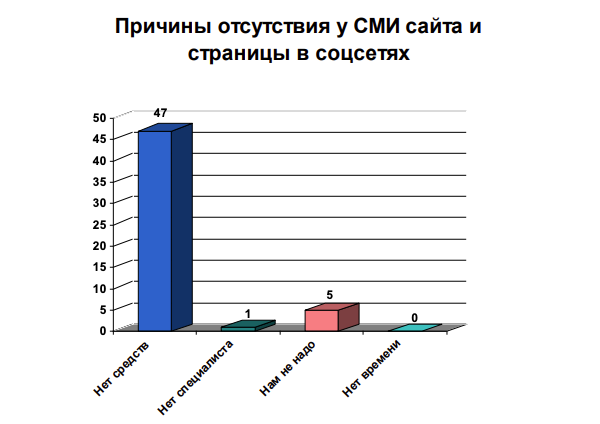 Причины отсутствия у СМИ сайта и
страницы в соцсетях
50
45
40
35
30
25
20
15
10
5
0
47
1
5
0
Нет средств
Нет специалиста
Нам не надо
Нет времени